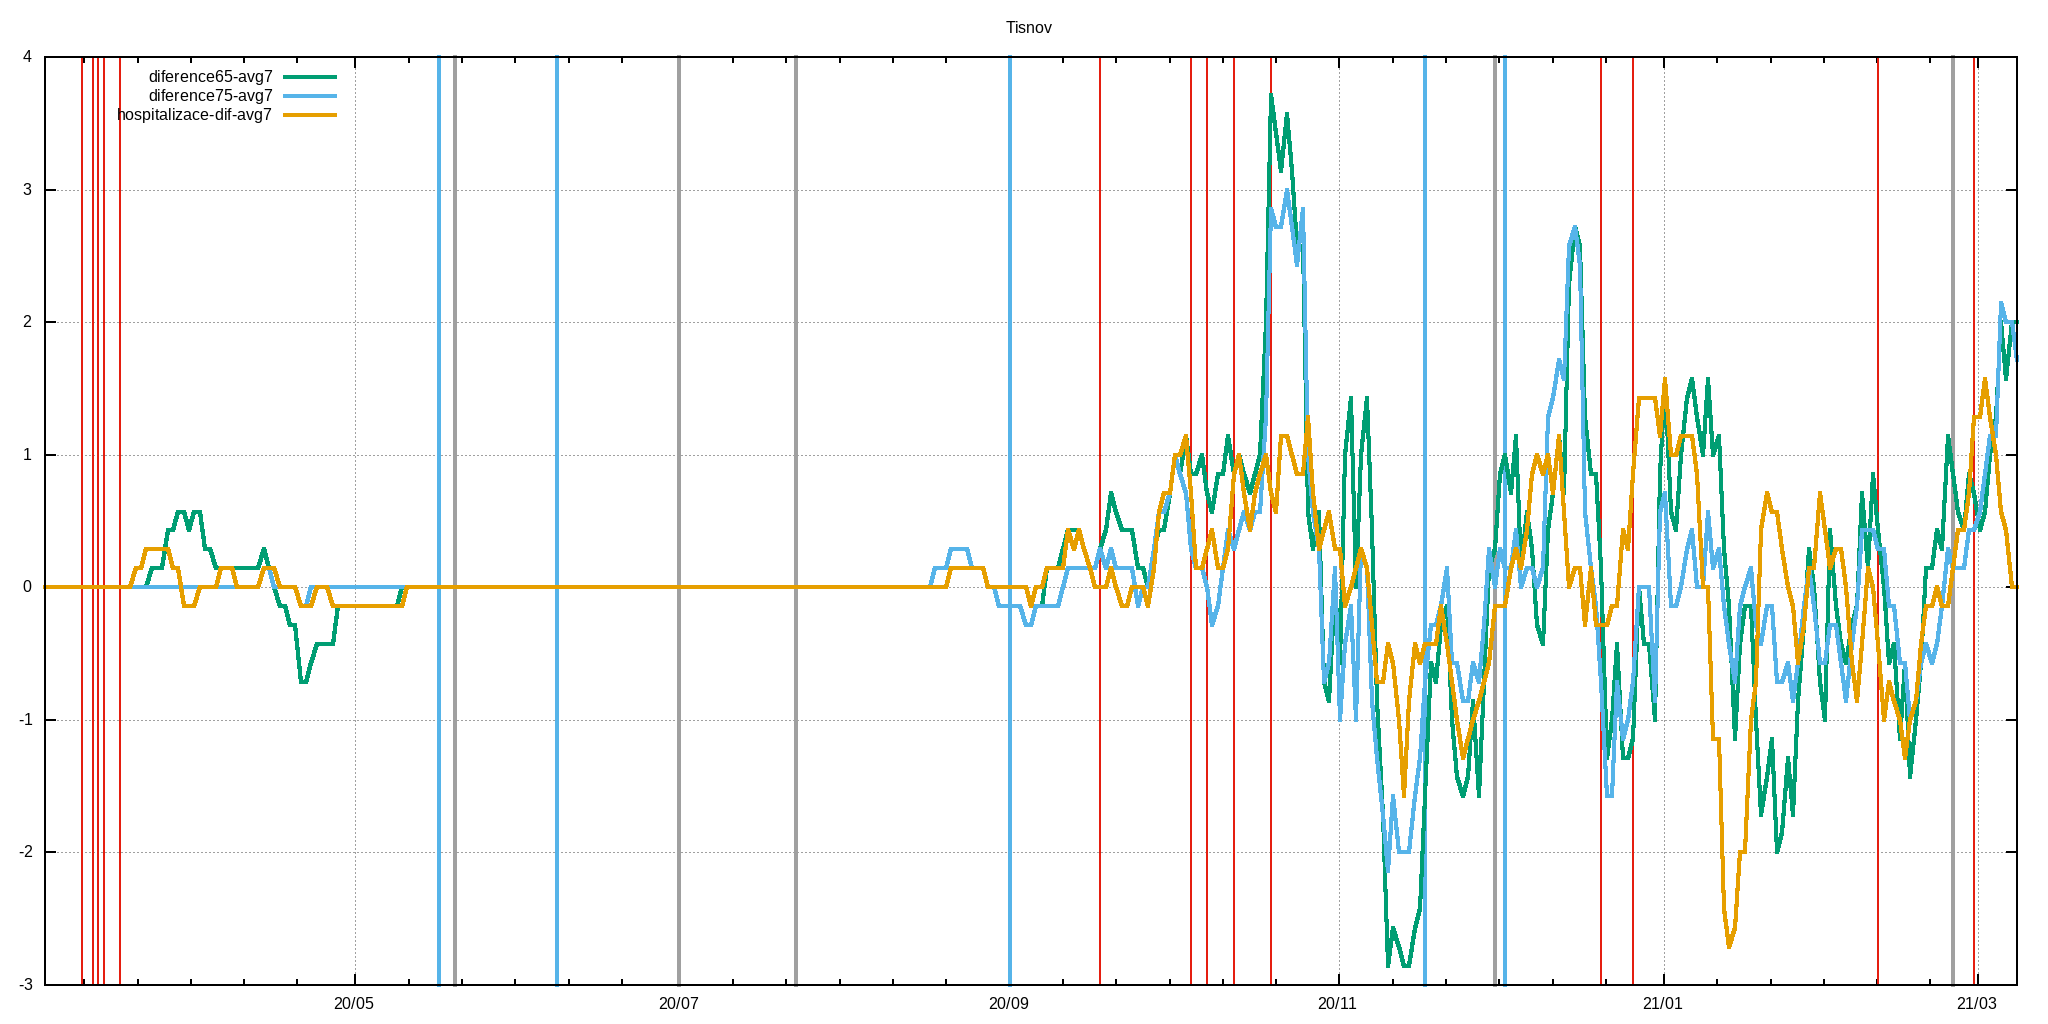 Tisnov
4
diference65-avg7
diference75-avg7
hospitalizace-dif-avg7
3
2
1
0
-1
-2
-3
20/05 20/07 20/09 20/11 21/01 21/03